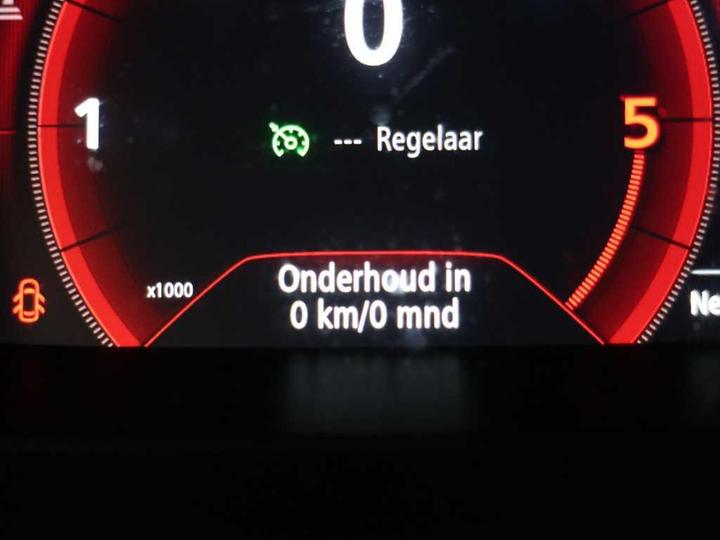 0
1
5
--- Regelaar
x1000
Onderhoud in
0 km/0 mnd